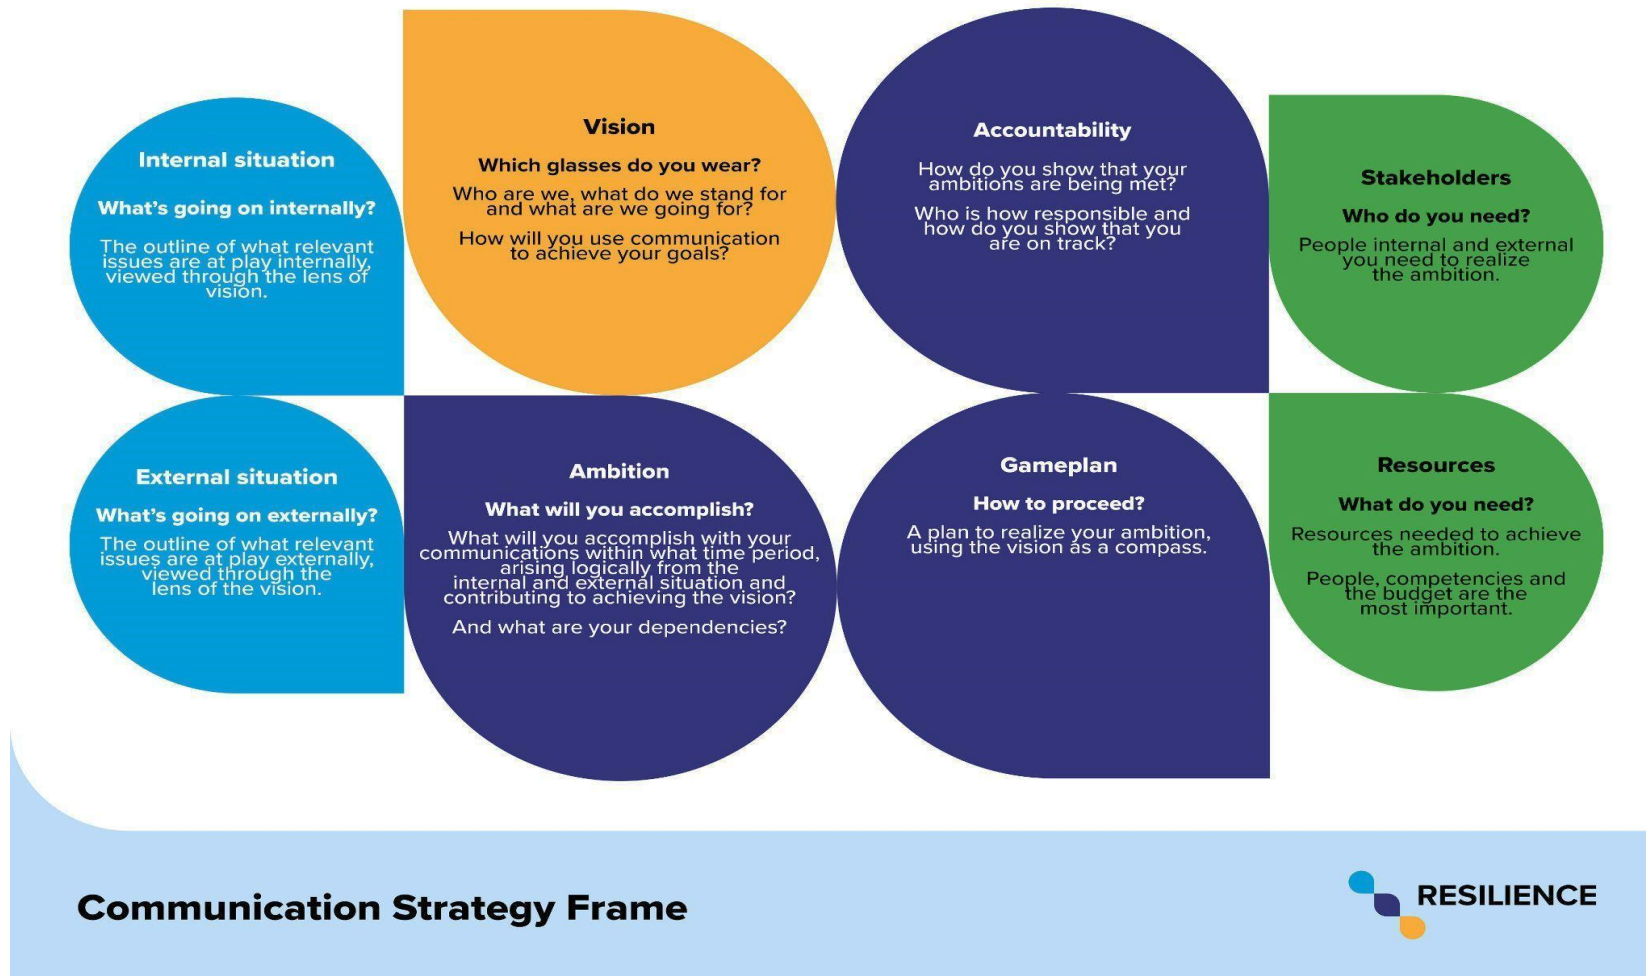 Internal situation
What's going on internally?
The outline of what relevant
issues are at play internally,
viewed through the lens of
vision.
Vision
Which glasses do you wear?
Who are we, what do we stand for
and what are we going for?
How will you use communication
to achieve your goals?
Accountability
How do you show that your
ambitions are being met?
Who is how responsible and
how do you show that you
are on track?
Stakeholders
Who do you need?
People internal and external
you need to realize
the ambition.
External situation
What's going on externally?
The outline of what relevant
issues are at play externally,
viewed through the
lens of the vision.
Ambition
What will you accomplish?
What will you accomplish with your
communications within what time period,
arising logically from the
internal and external situation and
contributing to achieving the vision?
And what are your dependencies?
Gameplan
How to proceed?
A plan to realize your ambition,
using the vision as a compass.
Resources
What do you need?
Resources needed to achieve
the ambition.
People, competencies and
the budget are the
most important.
Communication Strategy Frame
RESILIENCE